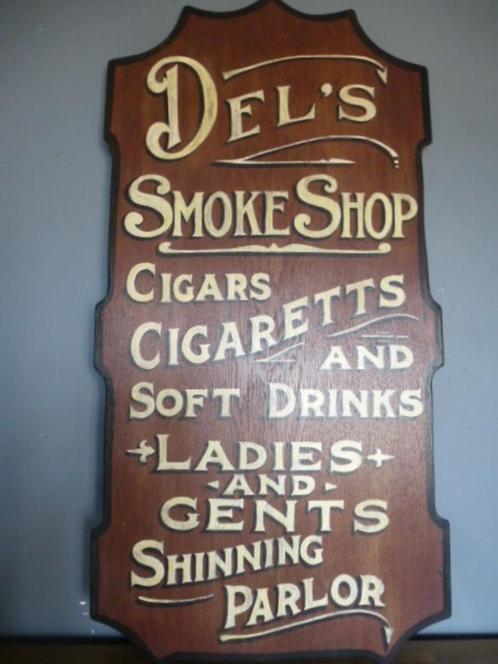 DEL'S
SMOKE SHOP
CIGARS
CIGARETTS
AND
SOFT DRINKS
LADIES
-AND-
GENTS
SHINNING
PARLOR